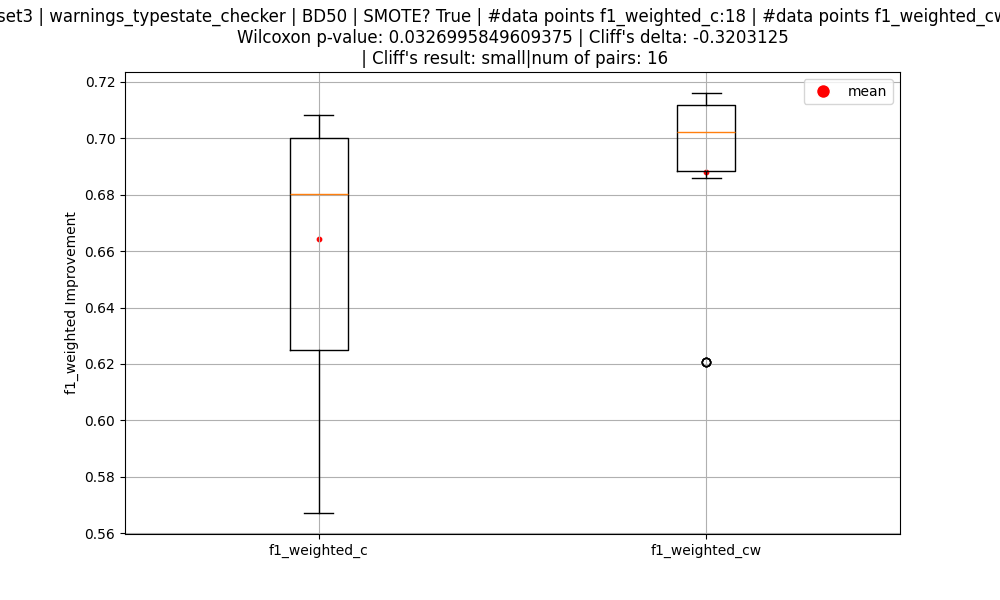 set3 | warnings_typestate_checker | BD50 | SMOTE? True | #data points f1_weighted_c:18 | #data points f1_weighted_cw
Wilcoxon p-value: 0.0326995849609375 | Cliff's delta: -0.3203125
| Cliff's result: small|num of pairs: 16
mean
0.72
0.70
0.68
0.66
0.64
0.62
0.60
0.58
0.56
f1_weighted Improvement
f1_weighted_c
f1_weighted_cw